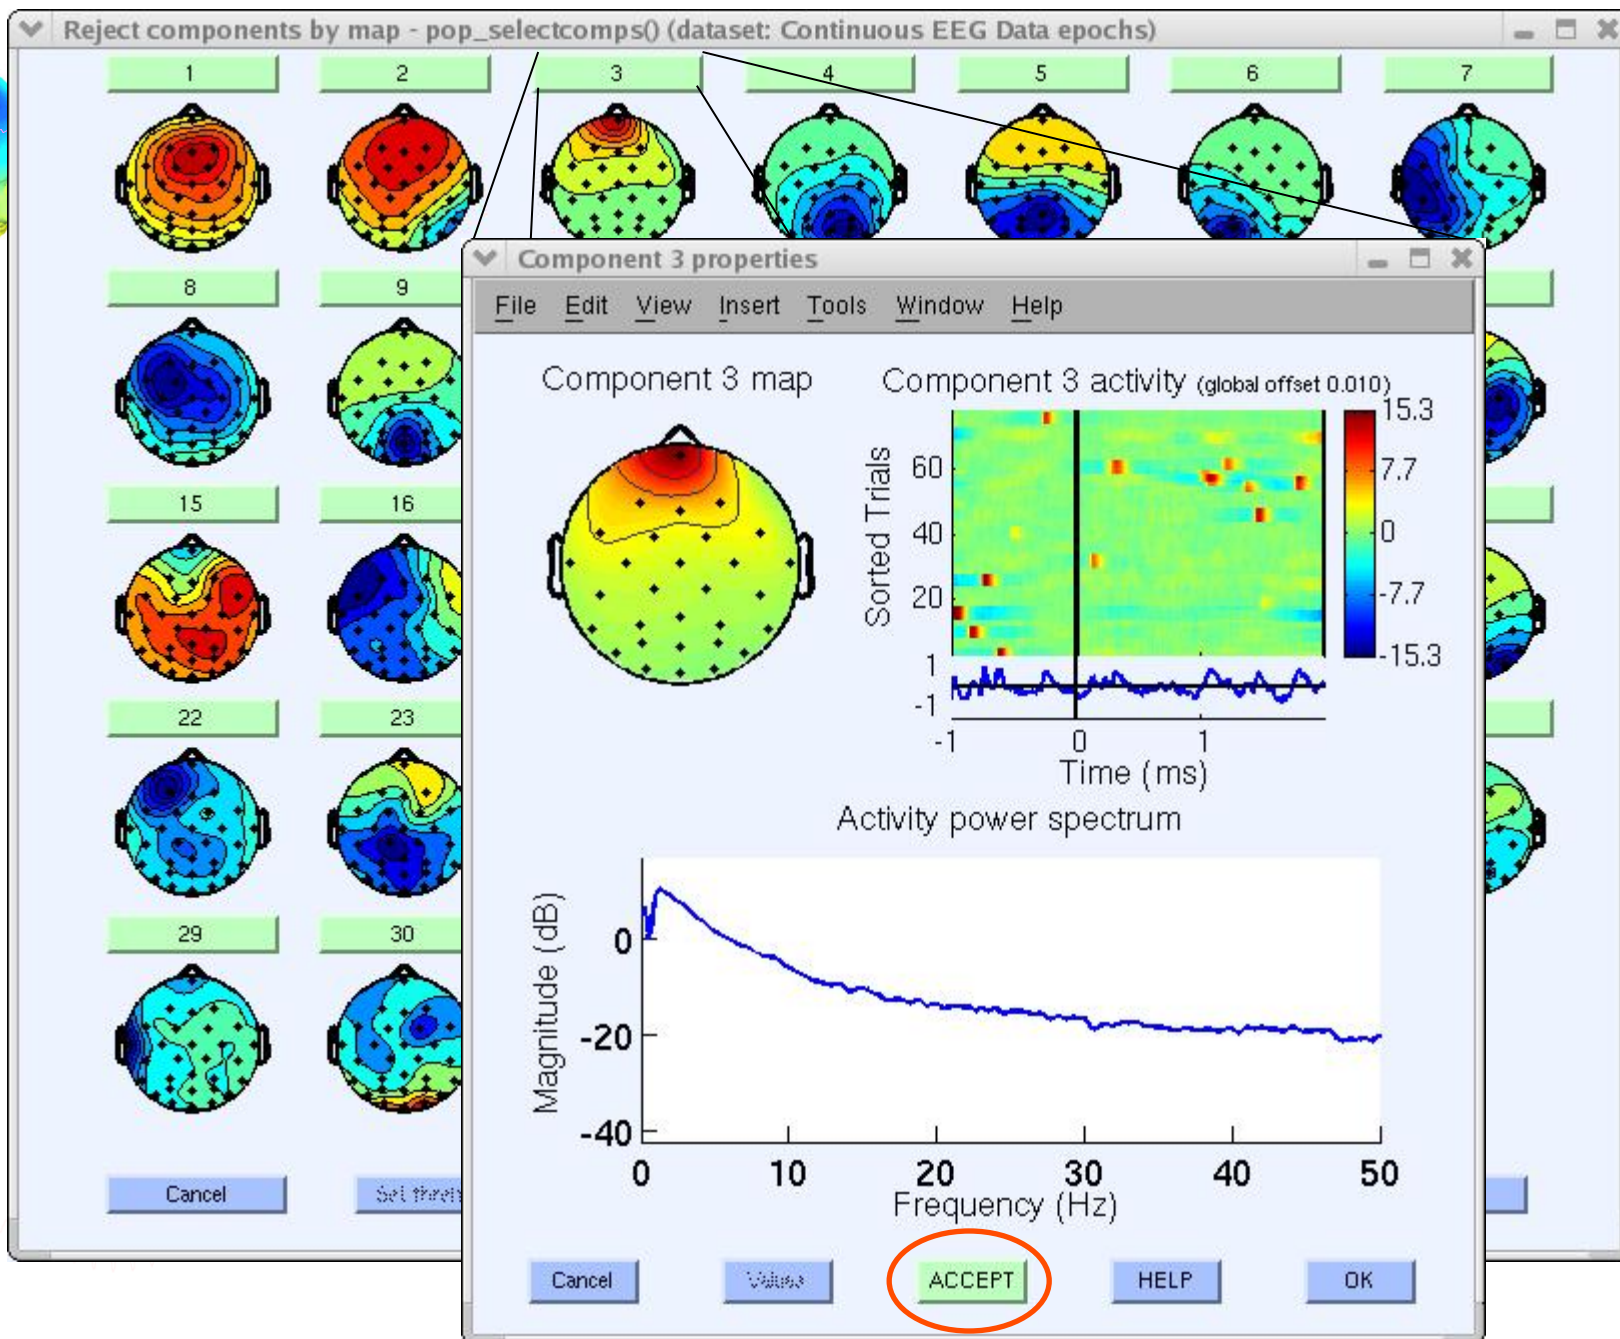 Reject components by map - pop_selectcomps() (dataset: Continuous EEG Data epochs)
1 2 3 4 5 6 7
8 9
15 16
22 23
29 30
Cancel
Component 3 properties
File Edit View Insert Tools Window Help
Component 3 map
Component 3 activity (global offset 0.010)
Sorted Trials
60
40
20
1
-1
15.3
7.7
0
-7.7
-15.3
-1 0 1
Time (ms)
Activity power spectrum
Magnitude (dB)
0
-20
-40
0 10 20 30 40 50
Frequency (Hz)
Cancel Values ACCEPT HELP OK